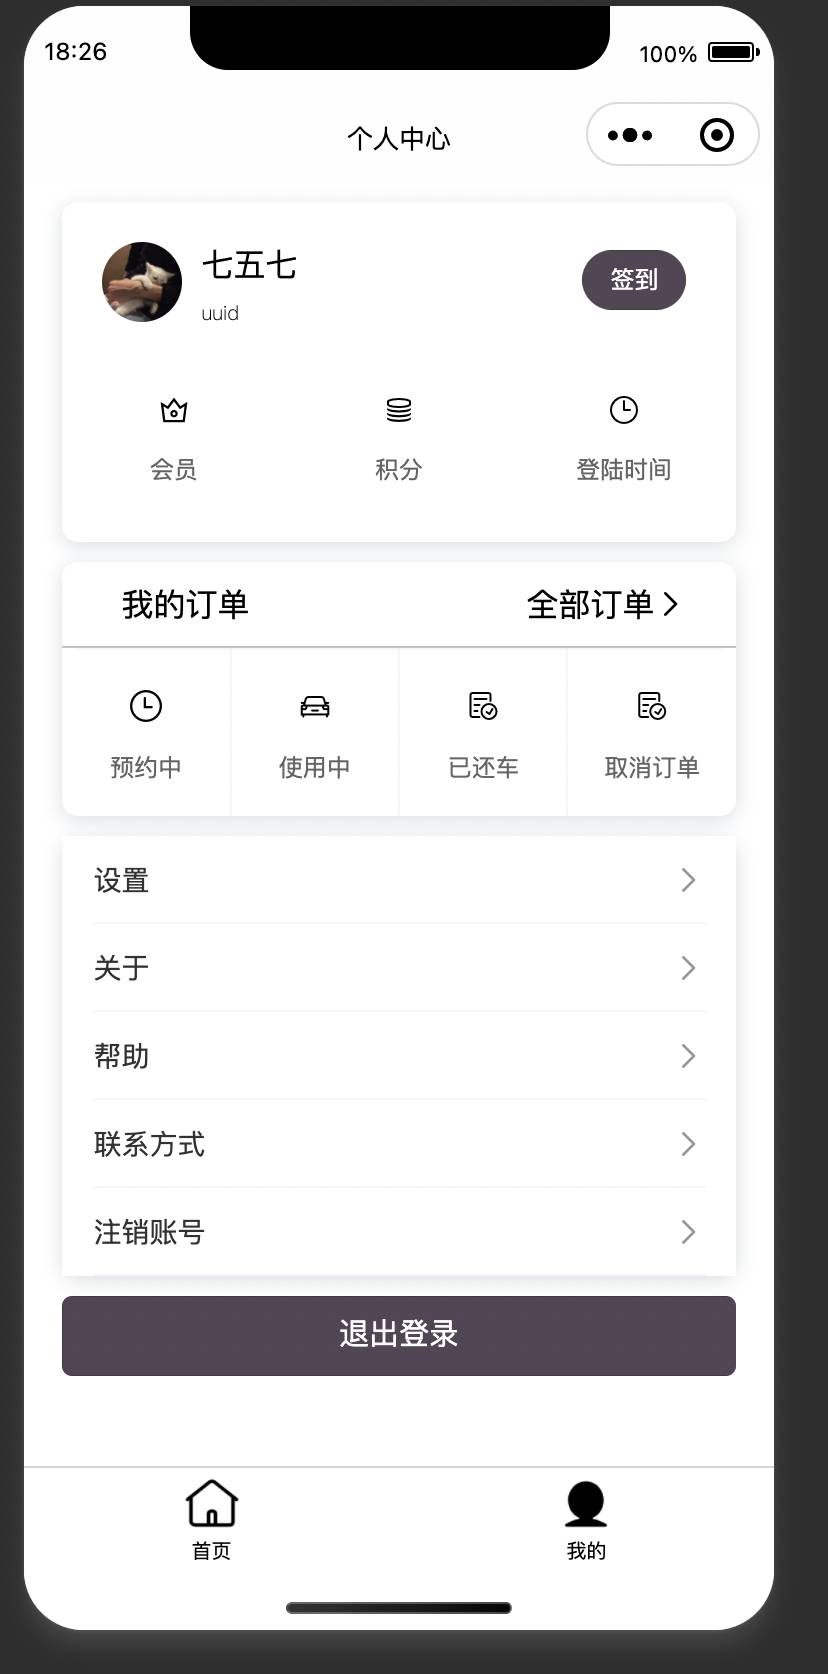 18:26
100%
个人中心
七五七
签到
uuid
会员 积分 登陆时间
我的订单 全部订单
预约中 使用中 已还车 取消订单
设置
关于
帮助
联系方式
注销账号
退出登录
首页 我的